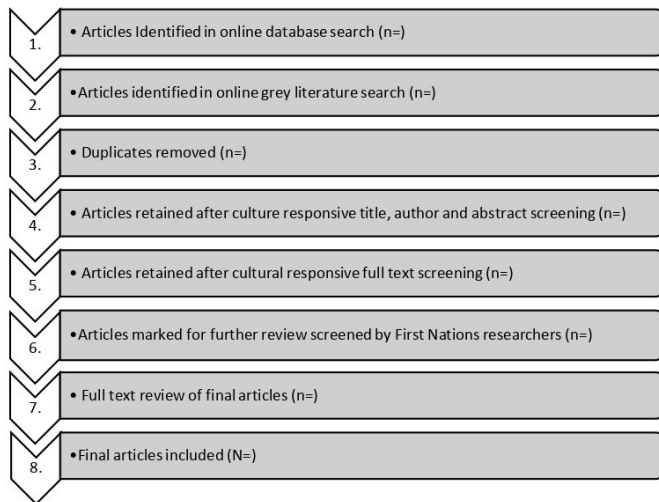 1. • Articles Identified in online database search (n=)
2. •Articles identified in online grey literature search (n=)
3. • Duplicates removed (n=)
4. • Articles retained after culture responsive title, author and abstract screening (n=)
5. • Articles retained after cultural responsive full text screening (n=)
6. •Articles marked for further review screened by First Nations researchers (n=)
7. • Full text review of final articles (n=)
8. •Final articles included (N=)